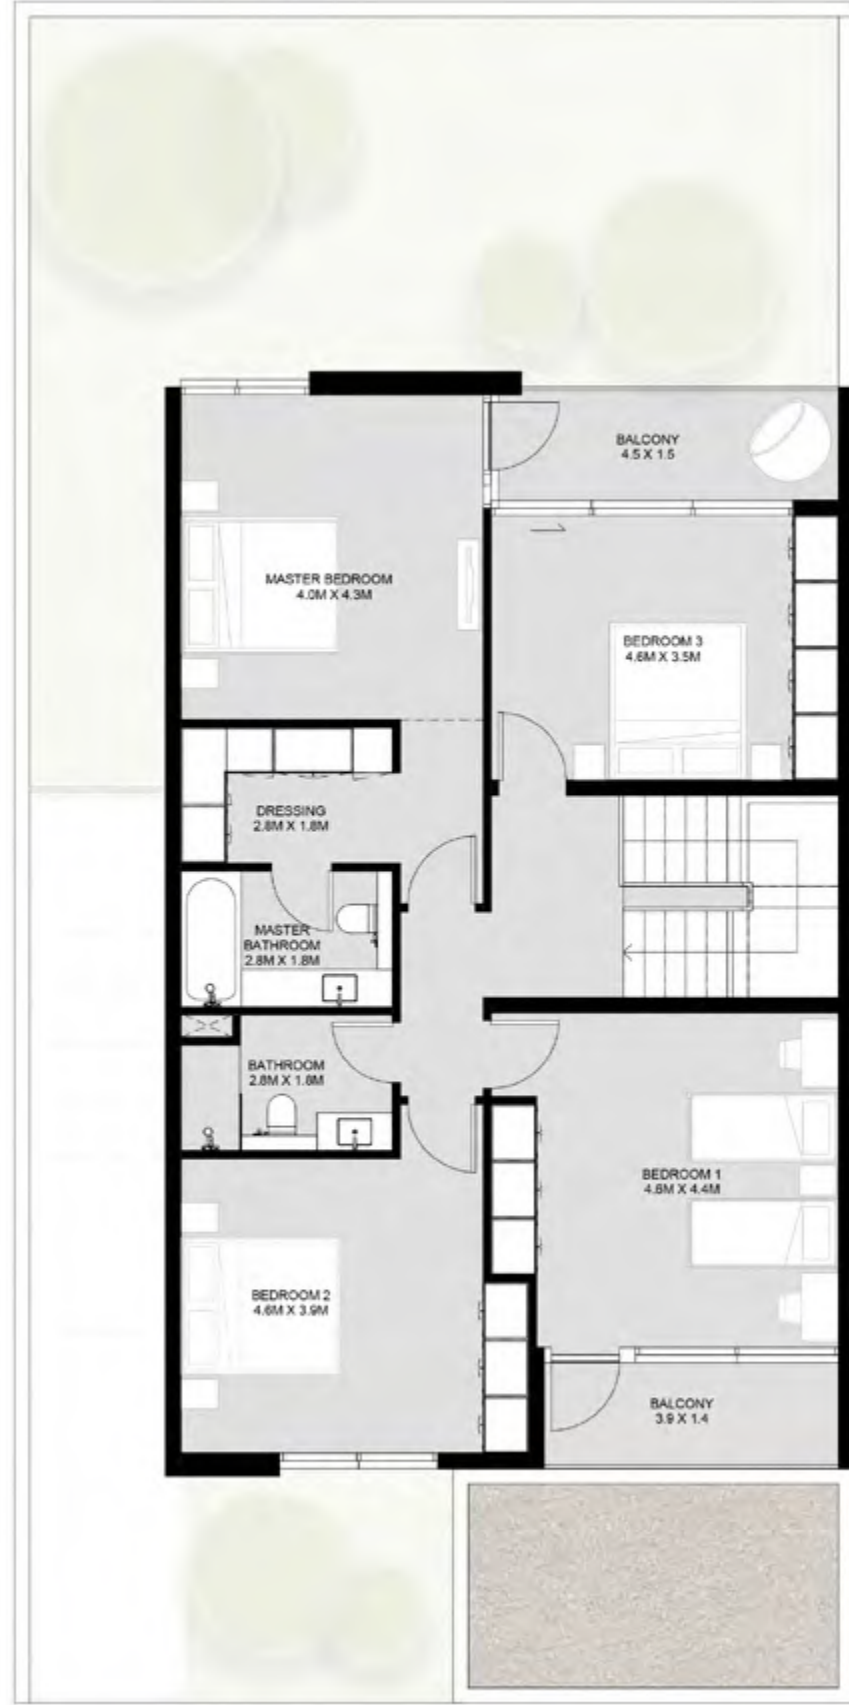 BALCONY
4.5 X 1.5
MASTER BEDROOM
4.0M X 4.3M
BEDROOM 3
4.6M X 3.5M
DRESSING
2.8M X 1.8M
MASTER
BATHROOM
2.8M X 1.8M
BATHROOM
2.8M X 1.8M
BEDROOM 1
4.6M X 4.4M
BEDROOM 2
4.6M X 3.9M
BALCONY
3.9 X 1.4